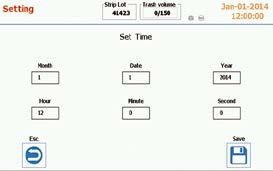 Setting
Strip Lot
41423
Trash volume
0/150
Jan-01-2014
12:00:00
Set Time
Month
Date
Year
1
1
2014
Hour
Minute
Second
12
0
0
Esc
Save